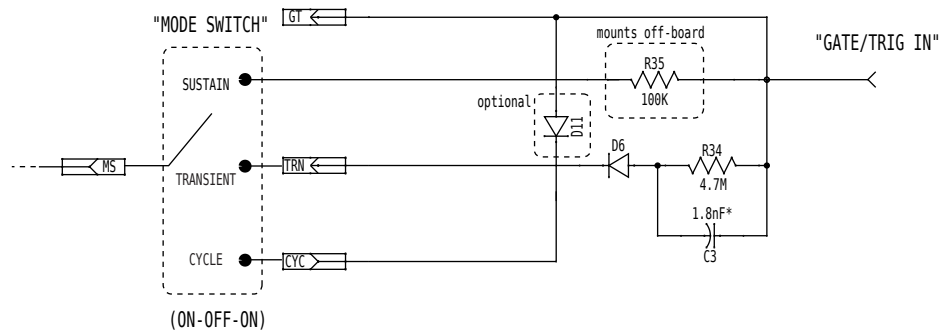 "MODE SWITCH"
GT
mounts off-board
"GATE/TRIG IN"
R35
SUSTAIN
100K
optional
D11
D6
R34
MS
TRN
TRANSIENT
4.7M
1.8nF*
C3
CYCLE
CYC
(ON-OFF-ON)